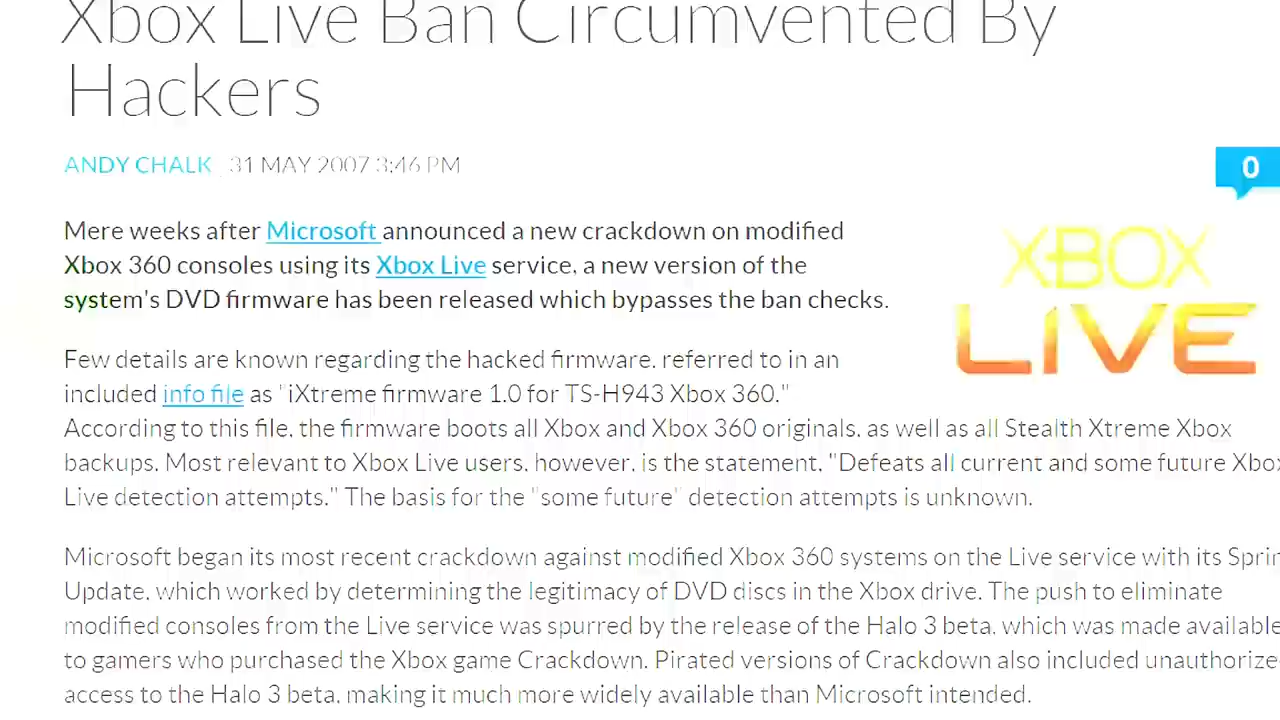 Xbox Live Ban Circumvented By
Hackers
ANDY CHALK 31 MAY 2007 3:46 PM
0
Mere weeks after Microsoft announced a new crackdown on modified
Xbox 360 consoles using its Xbox Live service, a new version of the
system's DVD firmware has been released which bypasses the ban checks.
XBOX
LIVE
Few details are known regarding the hacked firmware, referred to in an
included info file as "iXtreme firmware 1.0 for TS-H943 Xbox 360."
According to this file, the firmware boots all Xbox and Xbox 360 originals, as well as all Stealth Xtreme Xbox
backups. Most relevant to Xbox Live users, however, is the statement, "Defeats all current and some future Xbo
Live detection attempts." The basis for the "some future" detection attempts is unknown.
Microsoft began its most recent crackdown against modified Xbox 360 systems on the Live service with its Sprin
Update, which worked by determining the legitimacy of DVD discs in the Xbox drive. The push to eliminate
modified consoles from the Live service was spurred by the release of the Halo 3 beta, which was made available
to gamers who purchased the Xbox game Crackdown. Pirated versions of Crackdown also included unauthorize
access to the Halo 3 beta, making it much more widely available than Microsoft intended.